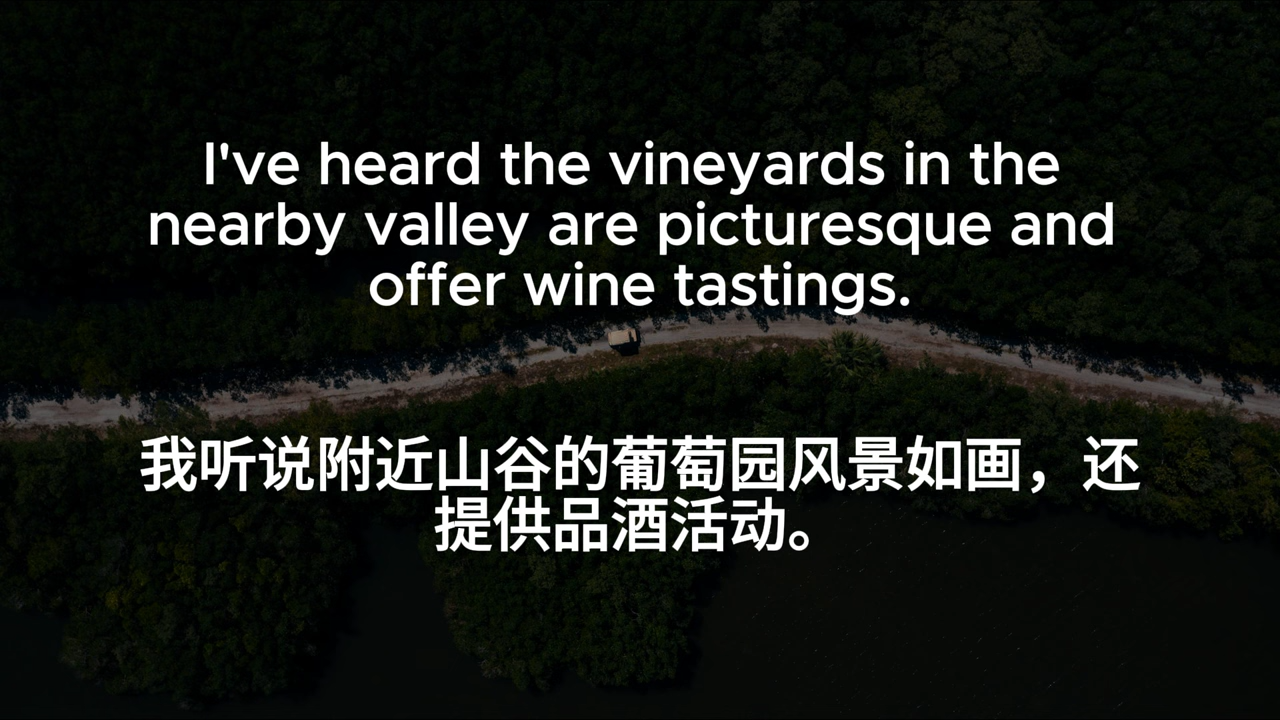 I've heard the vineyards in the
nearby valley are picturesque and
offer wine tastings.
我听说附近山谷的葡萄园风景如画，还
提供品酒活动。